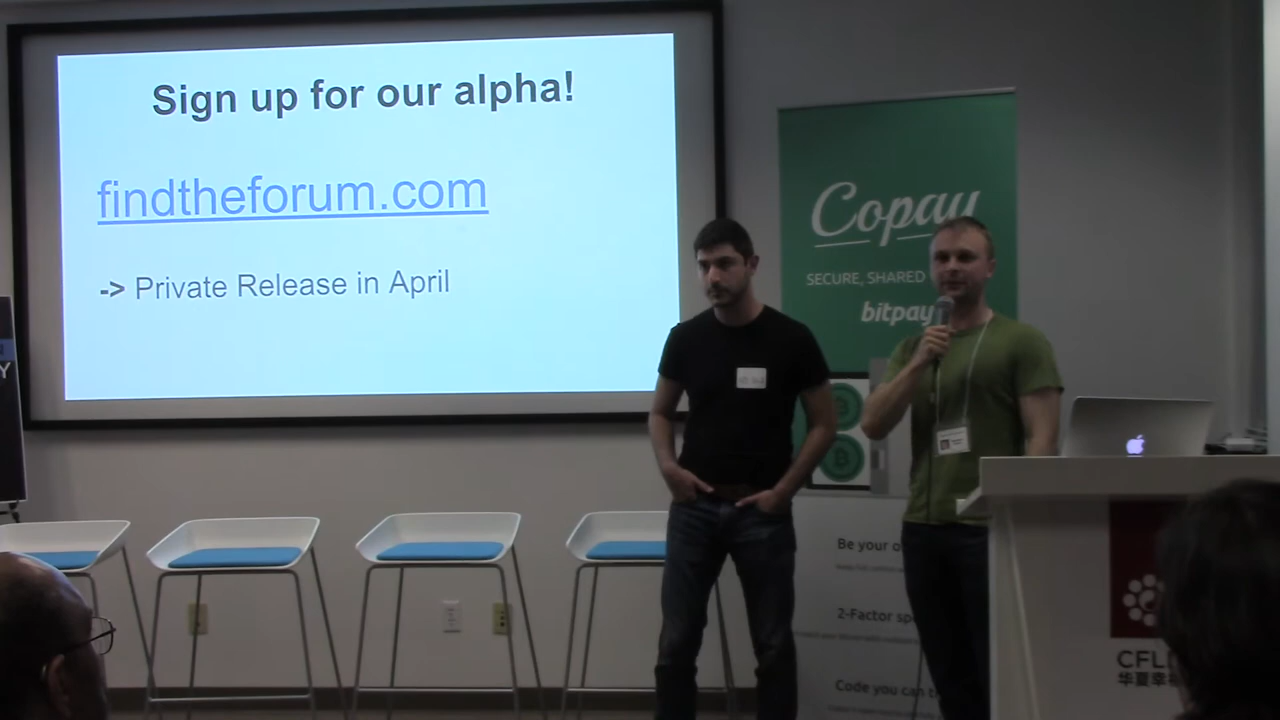 Sign up for our alpha!
findtheforum.com
-> Private Release in April
Y
Copay
SECURE, SHARED
bitpay
Be your
2-Factor
Code you can
CFL
华夏幸